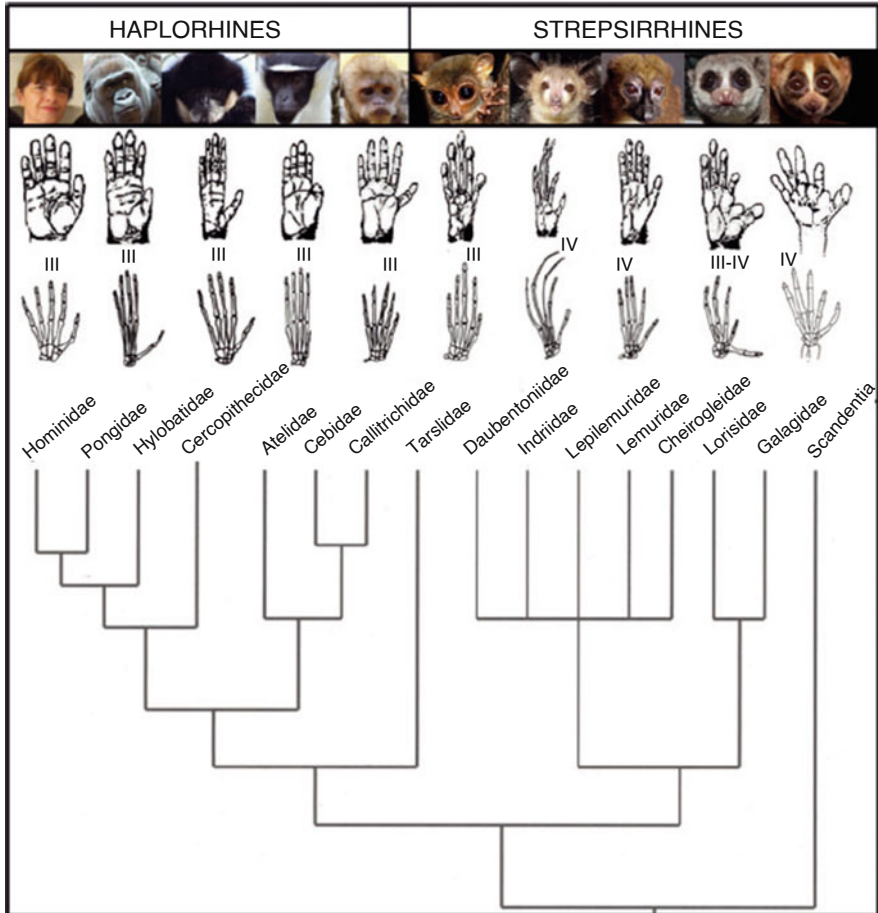 HAPLORHINES STREPSIRRHINES
III III III III III III IV IV III-IV IV
Hominidae
Pongidae
Hylobatidae
Cercopithecidae
Atelidae
Cebidae
Callitrichidae
Tarslidae
Daubentoniidae
Indriidae
Lepilemuridae
Lemuridae
Cheirogleidae
Lorisidae
Galagidae
Scandentia